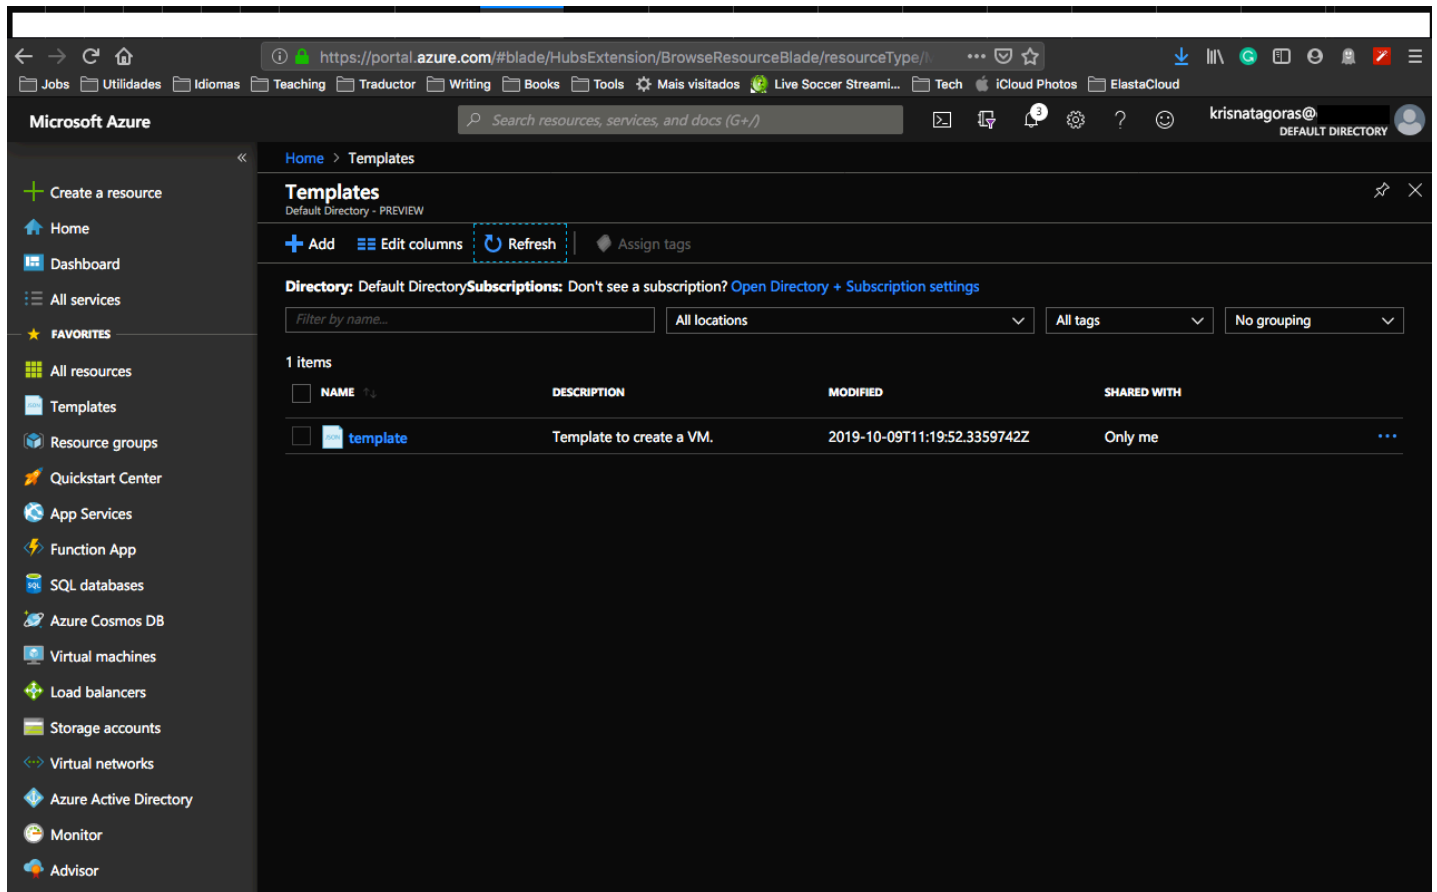 https://portal.azure.com/#blade/HubsExtension/BrowseResourceBlade/resourceType/
Jobs Utilidades Idiomas Teaching Traductor Writing Books Tools Mais visitados Live Soccer Streami... Tech iCloud Photos ElastaCloud
Microsoft Azure
Search resources, services, and docs (G+/)
3
krisnatagoras@
DEFAULT DIRECTORY
«
Create a resource
Home
Dashboard
All services
FAVORITES
All resources
Templates
Resource groups
Quickstart Center
App Services
Function App
SQL databases
Azure Cosmos DB
Virtual machines
Load balancers
Storage accounts
Virtual networks
Azure Active Directory
Monitor
Advisor
Home > Templates
Templates
Default Directory - PREVIEW
Add Edit columns Refresh Assign tags
Directory: Default DirectorySubscriptions: Don't see a subscription? Open Directory + Subscription settings
Filter by name... All locations All tags No grouping
1 items
NAME DESCRIPTION MODIFIED SHARED WITH
template Template to create a VM. 2019-10-09T11:19:52.3359742Z Only me